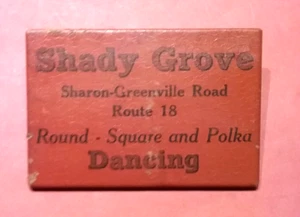 Shady Grove
Sharon-Greenville Road
Route 18
Round - Square and Polka
Dancing